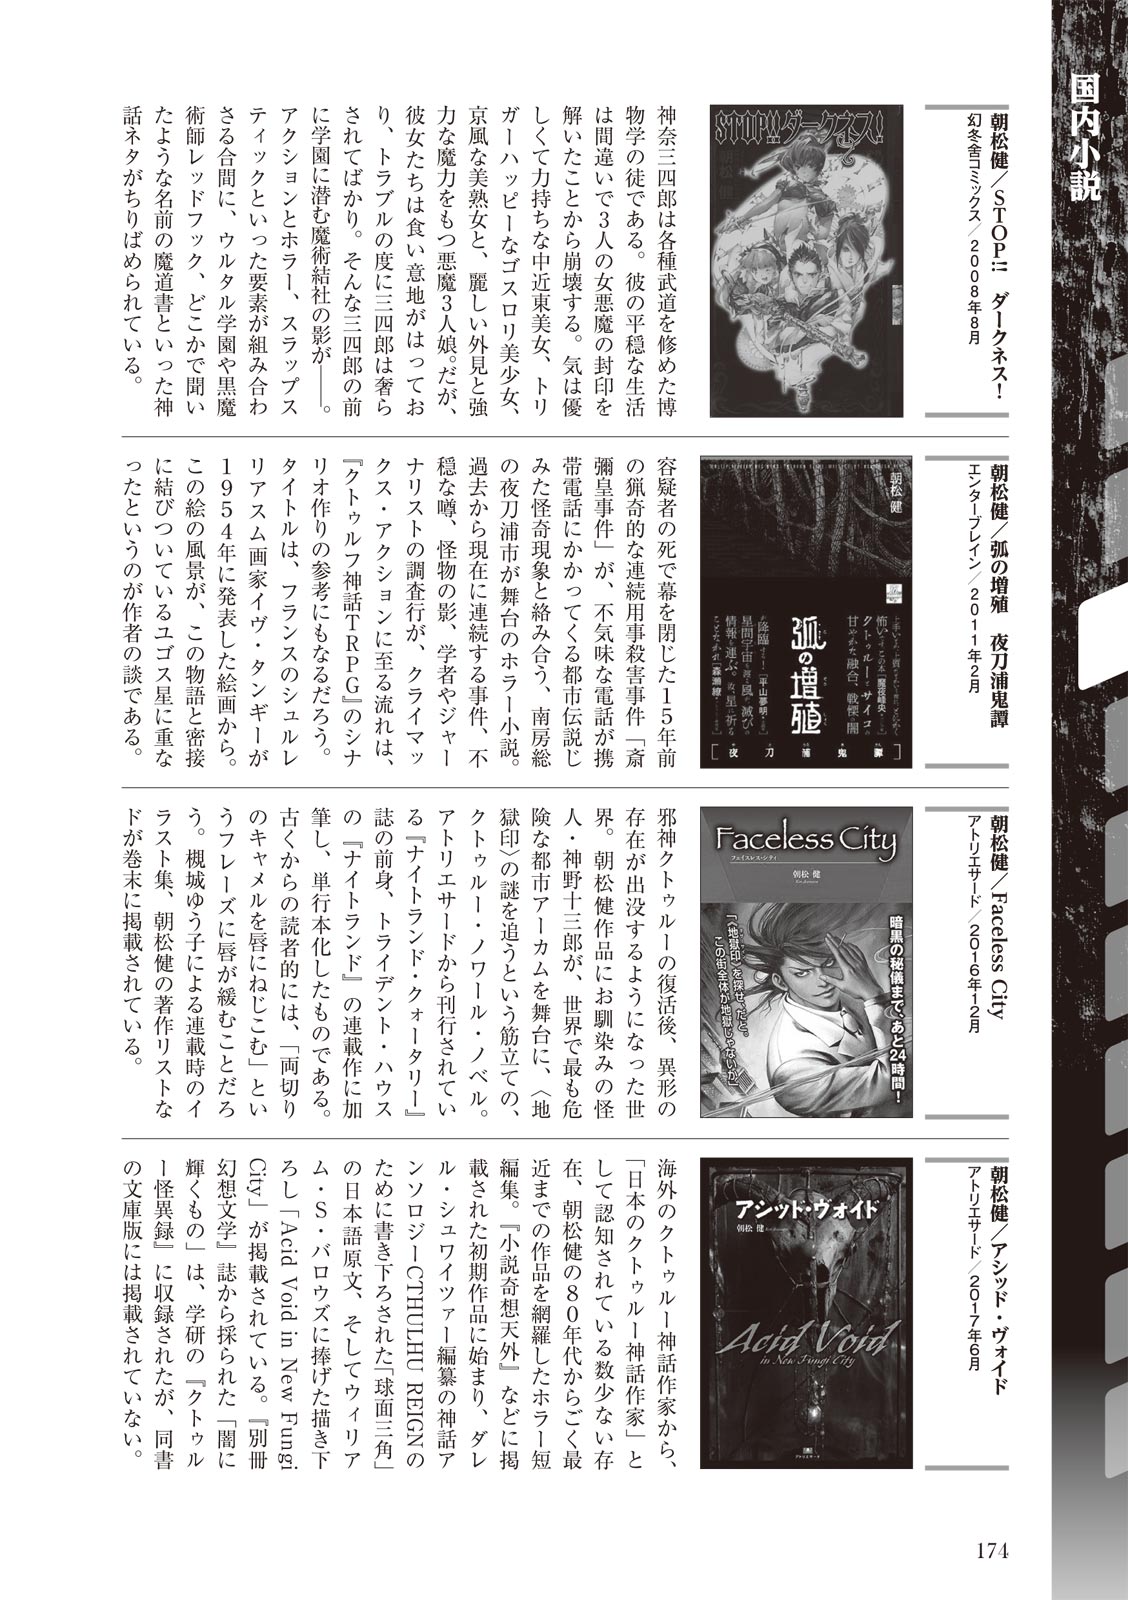 国内小説
朝松健／STOP!!　ダークネス！
幻冬舎コミックス／2008年8月
STOP!!ダークネス!
朝松 健
神奈三四郎は各種武道を修めた博
物学の徒である。彼の平穏な生活
は間違いで3人の女悪魔の封印を
解いたことから崩壊する。気は優
しくて力持ちな中近東美女、トリ
ガーハッピーなゴスロリ美少女、
京風な美熟女と、麗しい外見と強
力な魔力をもつ悪魔3人娘。だが、
彼女たちは食い意地がはってお
り、トラブルの度に三四郎は奢ら
されてばかり。そんな三四郎の前
に学園に潜む魔術結社の影が――。
アクションとホラー、スラップス
ティックといった要素が組み合わ
さる合間に、ウルタル学園や黒魔
術師レッドフック、どこかで聞い
たような名前の魔道書といった神
話ネタがちりばめられている。
朝松健／弧の増殖　夜刀浦鬼譚
エンターブレイン／2011年2月
朝松 健
弧の増殖
［夜刀浦鬼譚］
容疑者の死で幕を閉じた15年前
の猟奇的な連続用事殺害事件「斎
彌皇事件」が、不気味な電話が携
帯電話にかかってくる都市伝説じ
みた怪奇現象と絡み合う、南房総
の夜刀浦市が舞台のホラー小説。
過去から現在に連続する事件、不
穏な噂、怪物の影、学者やジャー
ナリストの調査行が、クライマッ
クス・アクションに至る流れは、
『クトゥルフ神話TRPG』のシナ
リオ作りの参考にもなるだろう。
タイトルは、フランスのシュルレ
リアスム画家イヴ・タンギーが
1954年に発表した絵画から。
この絵の風景が、この物語と密接
に結びついているユゴス星に重な
ったというのが作者の談である。
朝松健／Faceless City
アトリエサード／2016年12月
Faceless City
フェイスレス・シティ
朝松 健
暗黒の秘儀まで、あと24時間！
「〈地獄印〉を探せ、だと。
この街全体が地獄じゃないか」
邪神クトゥルーの復活後、異形の
存在が出没するようになった世
界。朝松健作品にお馴染みの怪
人・神野十三郎が、世界で最も危
険な都市アーカムを舞台に、〈地
獄印〉の謎を追うという筋立ての、
クトゥルー・ノワール・ノベル。
アトリエサードから刊行されてい
る『ナイトランド・クォータリー』
誌の前身、トライデント・ハウス
の『ナイトランド』の連載作に加
筆し、単行本化したものである。
古くからの読者的には、「両切り
のキャメルを唇にねじこむ」とい
うフレーズに唇が緩むことだろ
う。槻城ゆう子による連載時のイ
ラスト集、朝松健の著作リストな
ドが巻末に掲載されている。
朝松健／アシッド・ヴォイド
アトリエサード／2017年6月
アシッド・ヴォイド
朝松 健
Acid Void
in New Fungi City
アトリエサード
海外のクトゥルー神話作家から、
「日本のクトゥルー神話作家」と
して認知されている数少ない存
在、朝松健の80年代からごく最
近までの作品を網羅したホラー短
編集。『小説奇想天外』などに掲
載された初期作品に始まり、ダレ
ル・シュワイツァー編纂の神話ア
ンソロジーCTHULHU REIGNの
ために書き下ろされた「球面三角」
の日本語原文、そしてウィリア
ム・S・バロウズに捧げた描き下
ろし「Acid Void in New Fungi
City」が掲載されている。『別冊
幻想文学』誌から採られた「闇に
輝くもの」は、学研の『クトゥル
ー怪異録』に収録されたが、同書
の文庫版には掲載されていない。
174